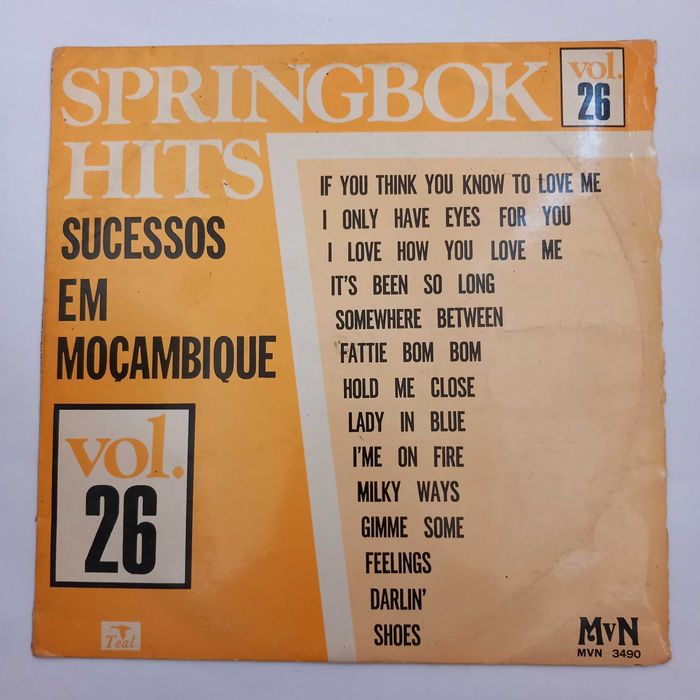 SPRINGBOK
HITS
vol.
26
SUCESSOS
EM
MOÇAMBIQUE
vol.
26
IF YOU THINK YOU KNOW TO LOVE ME
I ONLY HAVE EYES FOR YOU
I LOVE HOW YOU LOVE ME
IT'S BEEN SO LONG
SOMEWHERE BETWEEN
FATTIE BOM BOM
HOLD ME CLOSE
LADY IN BLUE
I'ME ON FIRE
MILKY WAYS
GIMME SOME
FEELINGS
DARLIN'
SHOES
Teal
MvN
MVN 3490